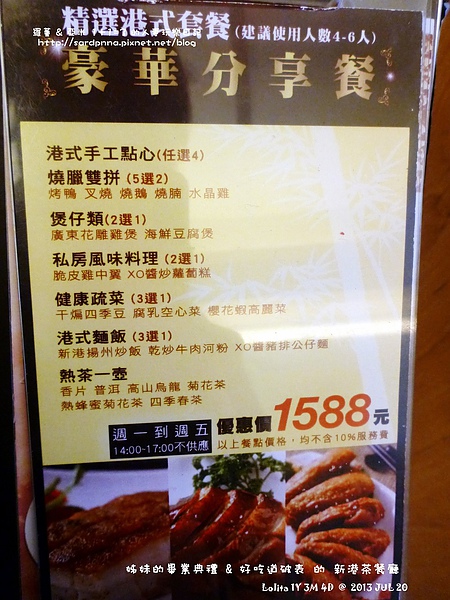 精選港式套餐(建議使用人數4-6人)
http://sardpnna.pixnet.net/blog
豪華分享餐
港式手工點心(任選4)
燒臘雙拼 (5選2)
烤鴨 叉燒 燒鵝 燒腩 水晶雞
煲仔類(2選1)
廣東花雕雞煲 海鮮豆腐煲
私房風味料理 (2選1)
脆皮雞中翼 XO醬炒蘿蔔糕
健康蔬菜 (3選1)
干煸四季豆 腐乳空心菜 櫻花蝦高麗菜
港式麵飯 (3選1)
新港揚州炒飯 乾炒牛肉河粉 XO醬豬排公仔麵
熱茶一壺
香片 普洱 高山烏龍 菊花茶
熱蜂蜜菊花茶 四季春茶
週一到週五
14:00~17:00不供應
優惠價1588元
以上餐點價格，均不含10%服務費
姊妹的畢業典禮 & 好吃道破表 的 新港茶餐廳
Lolita 1Y 3M 4D @ 2013 JUL 20